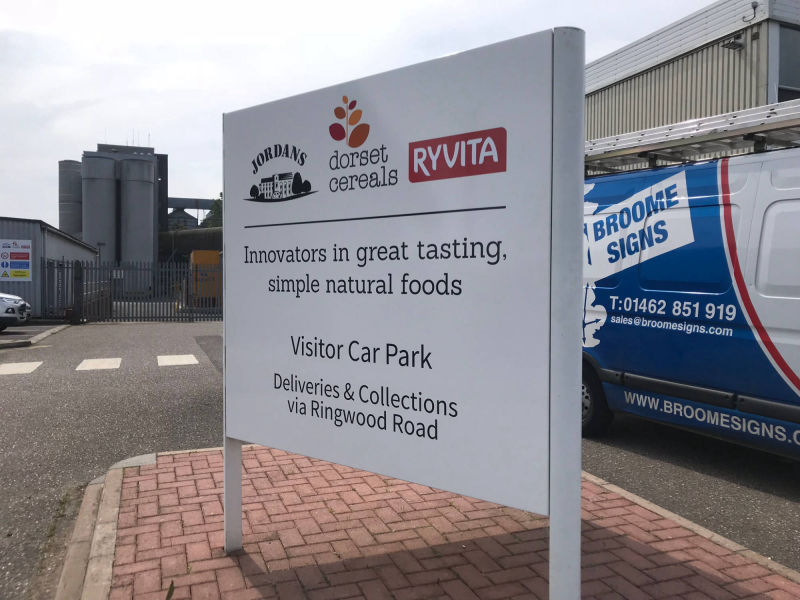 JORDANS
dorset
cereals
RYVITA
Innovators in great tasting,
simple natural foods
Visitor Car Park
Deliveries & Collections
via Ringwood Road
BROOME
SIGNS
T:01462 851 919
sales@broomesigns.com
WWW.BROOMESIGNS.C